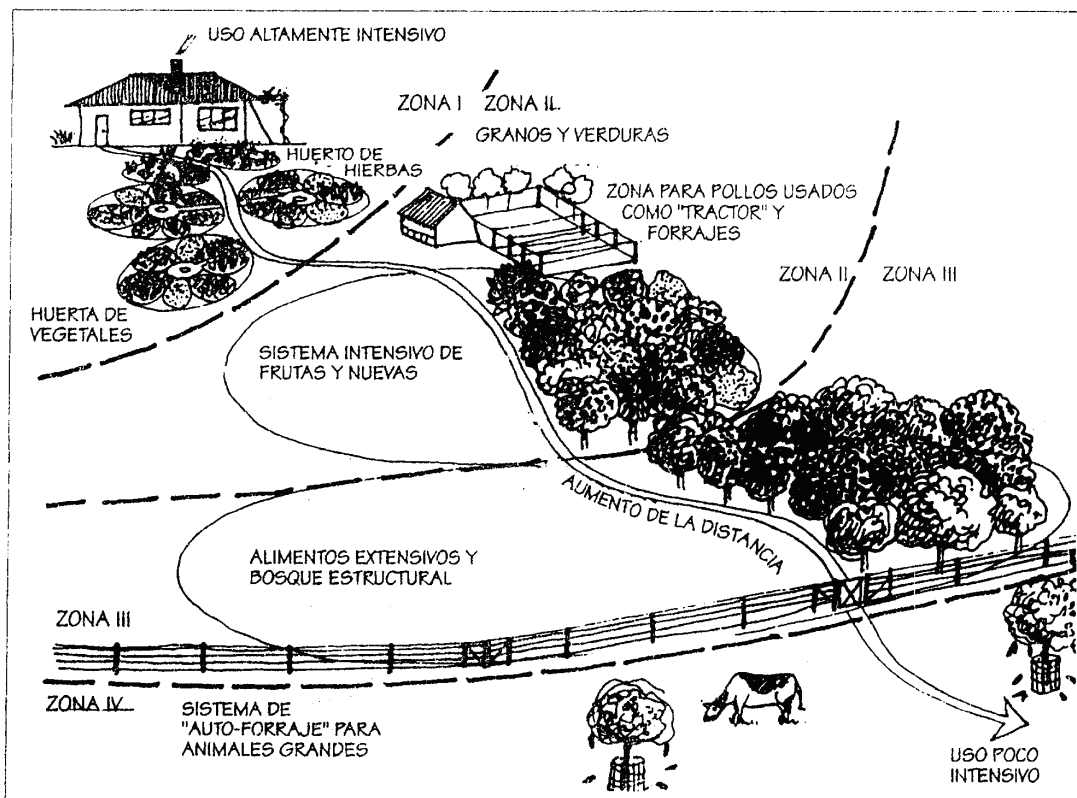 USO ALTAMENTE INTENSIVO
ZONA I ZONA II.
GRANOS Y VERDURAS
HUERTO DE
HIERBAS
ZONA PARA POLLOS USADOS
COMO "TRACTOR" Y
FORRAJES
ZONA II ZONA III
HUERTA DE
VEGETALES
SISTEMA INTENSIVO DE
FRUTAS Y NUEVAS
AUMENTO DE LA DISTANCIA
ALIMENTOS EXTENSIVOS Y
BOSQUE ESTRUCTURAL
ZONA III
ZONA IV
SISTEMA DE
"AUTO-FORRAJE" PARA
ANIMALES GRANDES
USO POCO
INTENSIVO